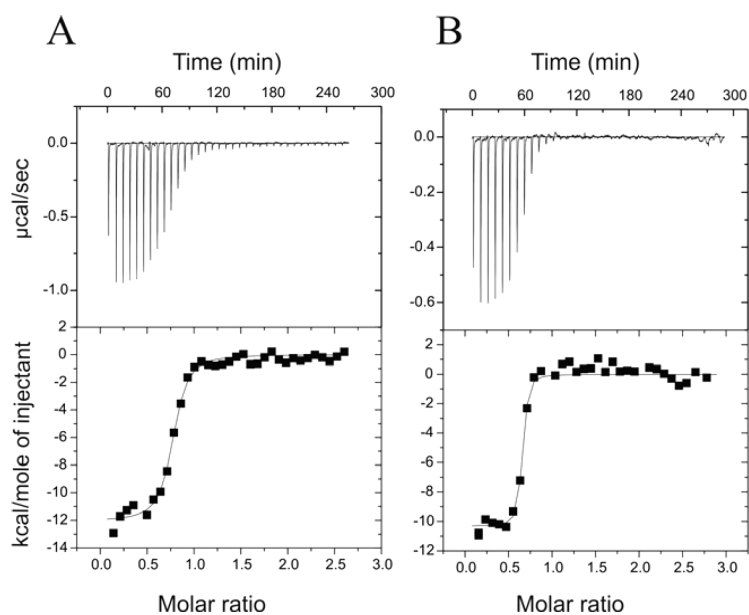 A
B
Time (min)
Time (min)
0 60 120 180 240 300
0 60 120 180 240 300
µcal/sec
0.0
-0.5
-1.0
0.0
-0.2
-0.4
-0.6
kcal/mole of injectant
2
0
-2
-4
-6
-8
-10
-12
-14
2
0
-2
-4
-6
-8
-10
-12
0.0 0.5 1.0 1.5 2.0 2.5 3.0
0.0 0.5 1.0 1.5 2.0 2.5 3.0
Molar ratio
Molar ratio